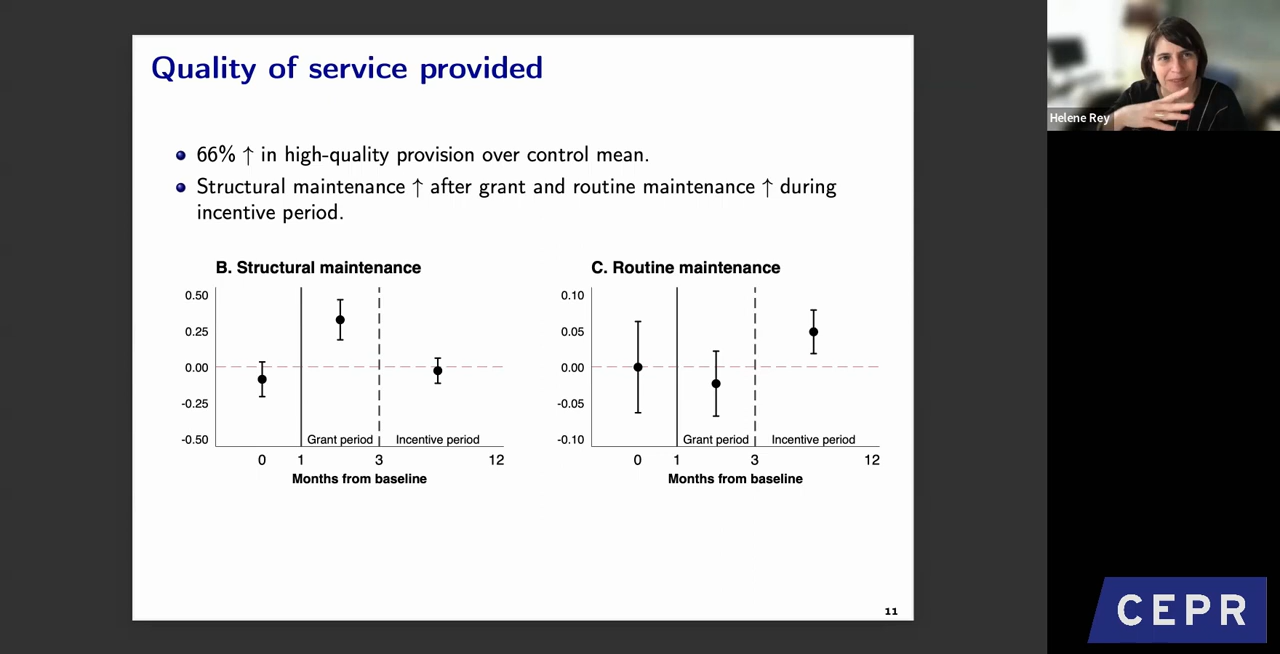 Quality of service provided
66% ↑ in high-quality provision over control mean.
Structural maintenance ↑ after grant and routine maintenance ↑ during
incentive period.
B. Structural maintenance
0.50
0.25
0.00
-0.25
-0.50
Grant period
Incentive period
0 1 3 12
Months from baseline
C. Routine maintenance
0.10
0.05
0.00
-0.05
-0.10
Grant period
Incentive period
0 1 3 12
Months from baseline
11
Helene Rey
CEPR